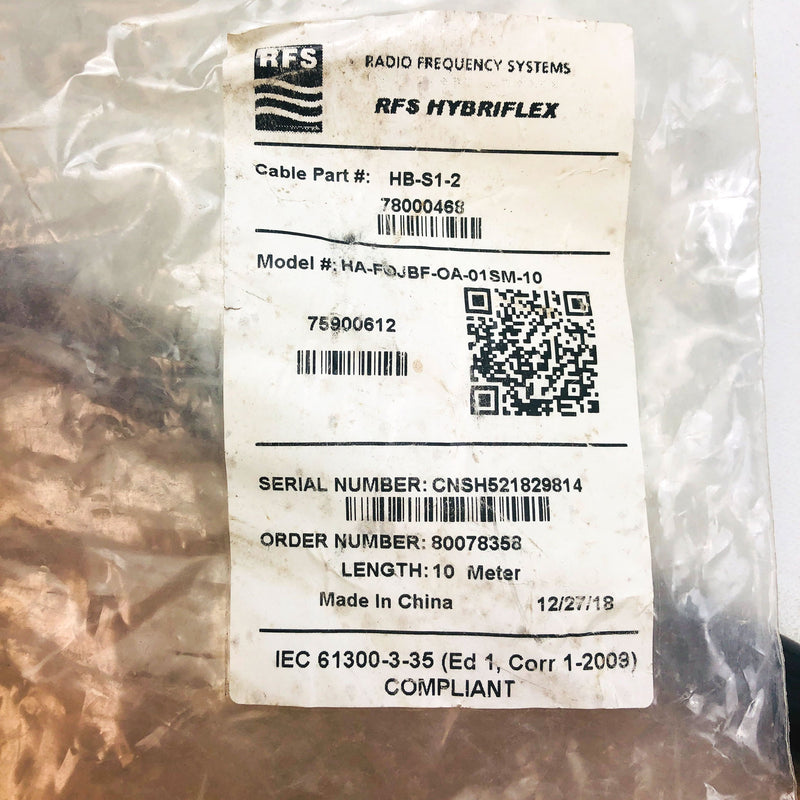 RFS
RADIO FREQUENCY SYSTEMS
RFS HYBRIFLEX
Cable Part #: HB-S1-2
78000468
Model #: HA-FOJBF-OA-01SM-10
75900612
SERIAL NUMBER: CNSH521829814
ORDER NUMBER: 80078358
LENGTH: 10 Meter
Made In China 12/27/18
IEC 61300-3-35 (Ed 1, Corr 1-2009)
COMPLIANT